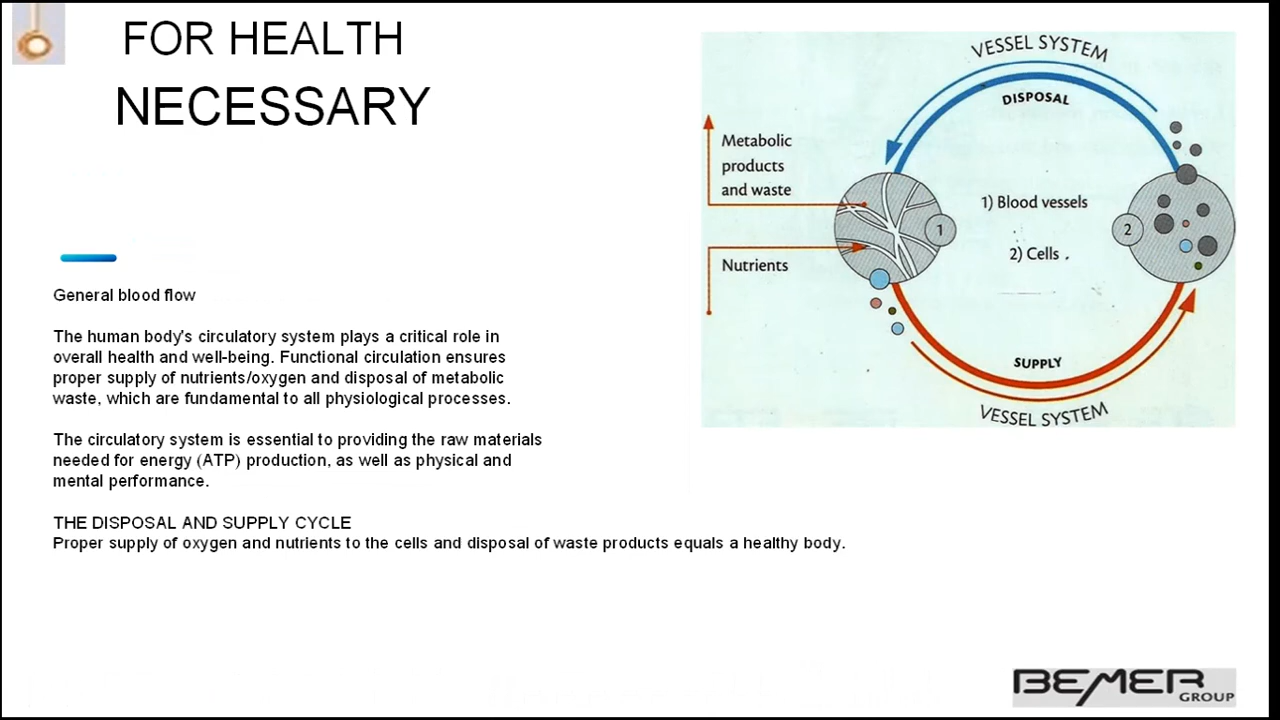 FOR HEALTH
NECESSARY
General blood flow
The human body's circulatory system plays a critical role in
overall health and well-being. Functional circulation ensures
proper supply of nutrients/oxygen and disposal of metabolic
waste, which are fundamental to all physiological processes.
The circulatory system is essential to providing the raw materials
needed for energy (ATP) production, as well as physical and
mental performance.
THE DISPOSAL AND SUPPLY CYCLE
Proper supply of oxygen and nutrients to the cells and disposal of waste products equals a healthy body.
VESSEL SYSTEM
DISPOSAL
Metabolic
products
and waste
1) Blood vessels
1
2
2) Cells
Nutrients
SUPPLY
VESSEL SYSTEM
BEMER
GROUP